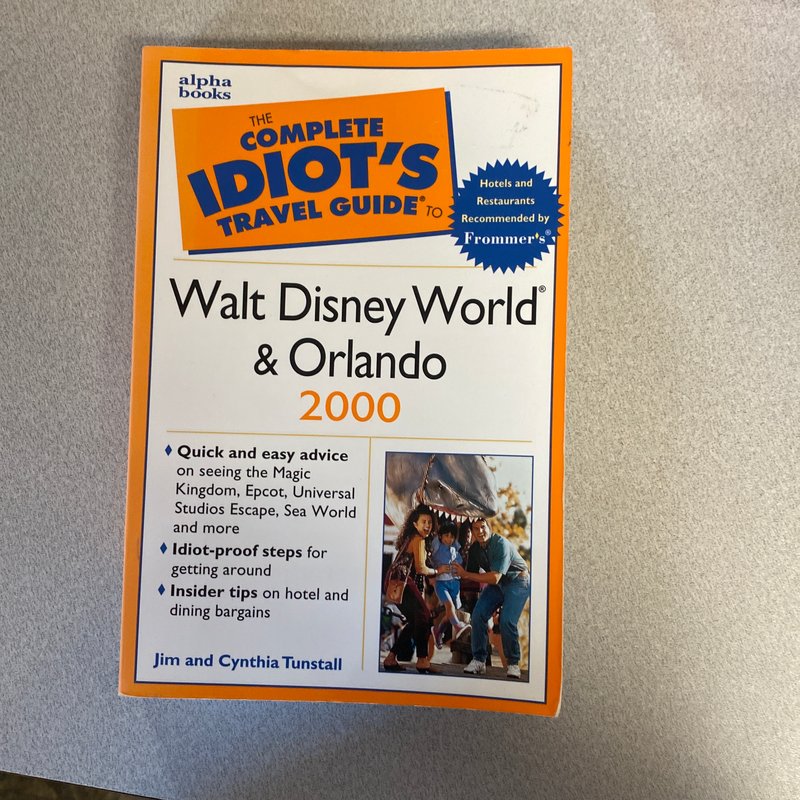 alpha
books
THE
COMPLETE
IDIOT'S
TRAVEL GUIDE® TO
Hotels and
Restaurants
Recommended by
Frommer's®
Walt Disney World®
& Orlando
2000
♦ Quick and easy advice
on seeing the Magic
Kingdom, Epcot, Universal
Studios Escape, Sea World
and more
♦ Idiot-proof steps for
getting around
♦ Insider tips on hotel and
dining bargains
Jim and Cynthia Tunstall